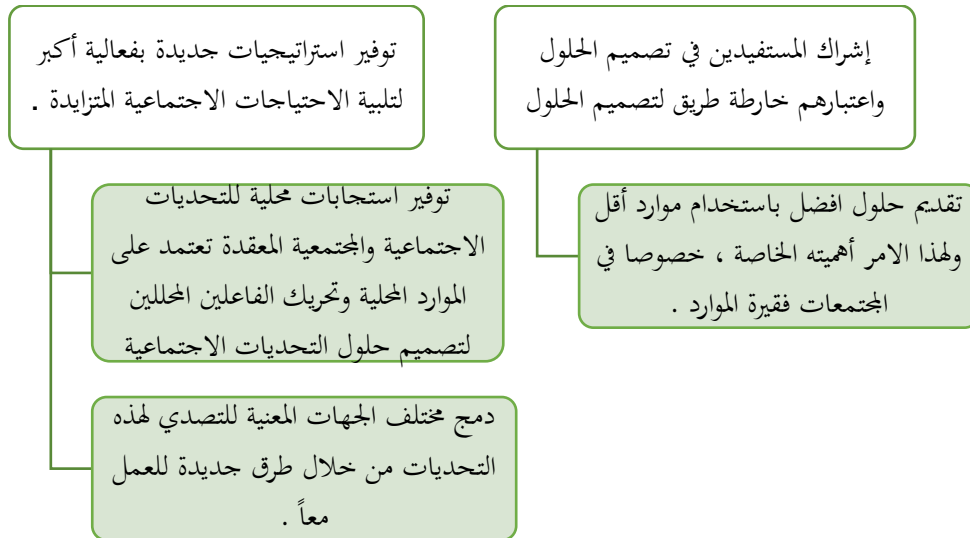 إشراك المستفيدين في تصميم الحلول
واعتبارهم خارطة طريق لتصميم الحلول
تقديم حلول افضل باستخدام موارد أقل
ولهذا الامر أهميته الخاصة ، خصوصا في
المجتمعات فقيرة الموارد .
توفير استراتيجيات جديدة بفعالية أكبر
لتلبية الاحتياجات الاجتماعية المتزايدة .
توفير استجابات محلية للتحديات
الاجتماعية والمجتمعية المعقدة تعتمد على
الموارد المحلية وتحريك الفاعلين المحللين
لتصميم حلول التحديات الاجتماعية
دمج مختلف الجهات المعنية للتصدي لهذه
التحديات من خلال طرق جديدة للعمل
معاً .